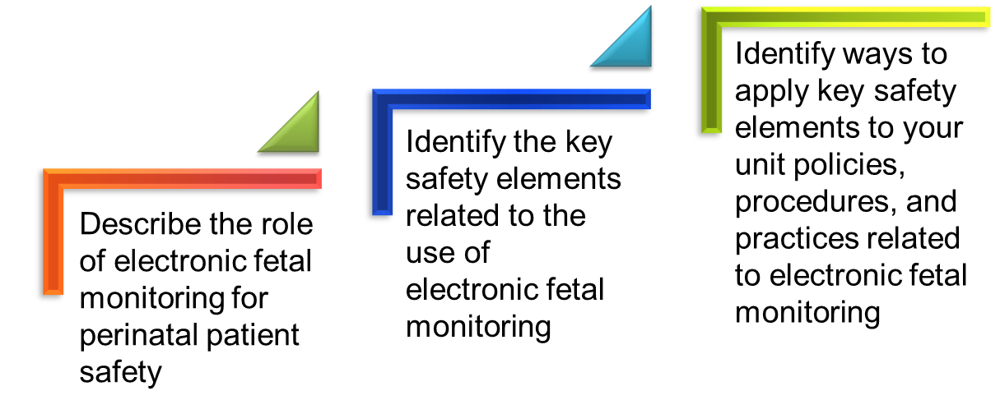 Describe the role
of electronic fetal
monitoring for
perinatal patient
safety
Identify the key
safety elements
related to the
use of
electronic fetal
monitoring
Identify ways to
apply key safety
elements to your
unit policies,
procedures, and
practices related
to electronic fetal
monitoring